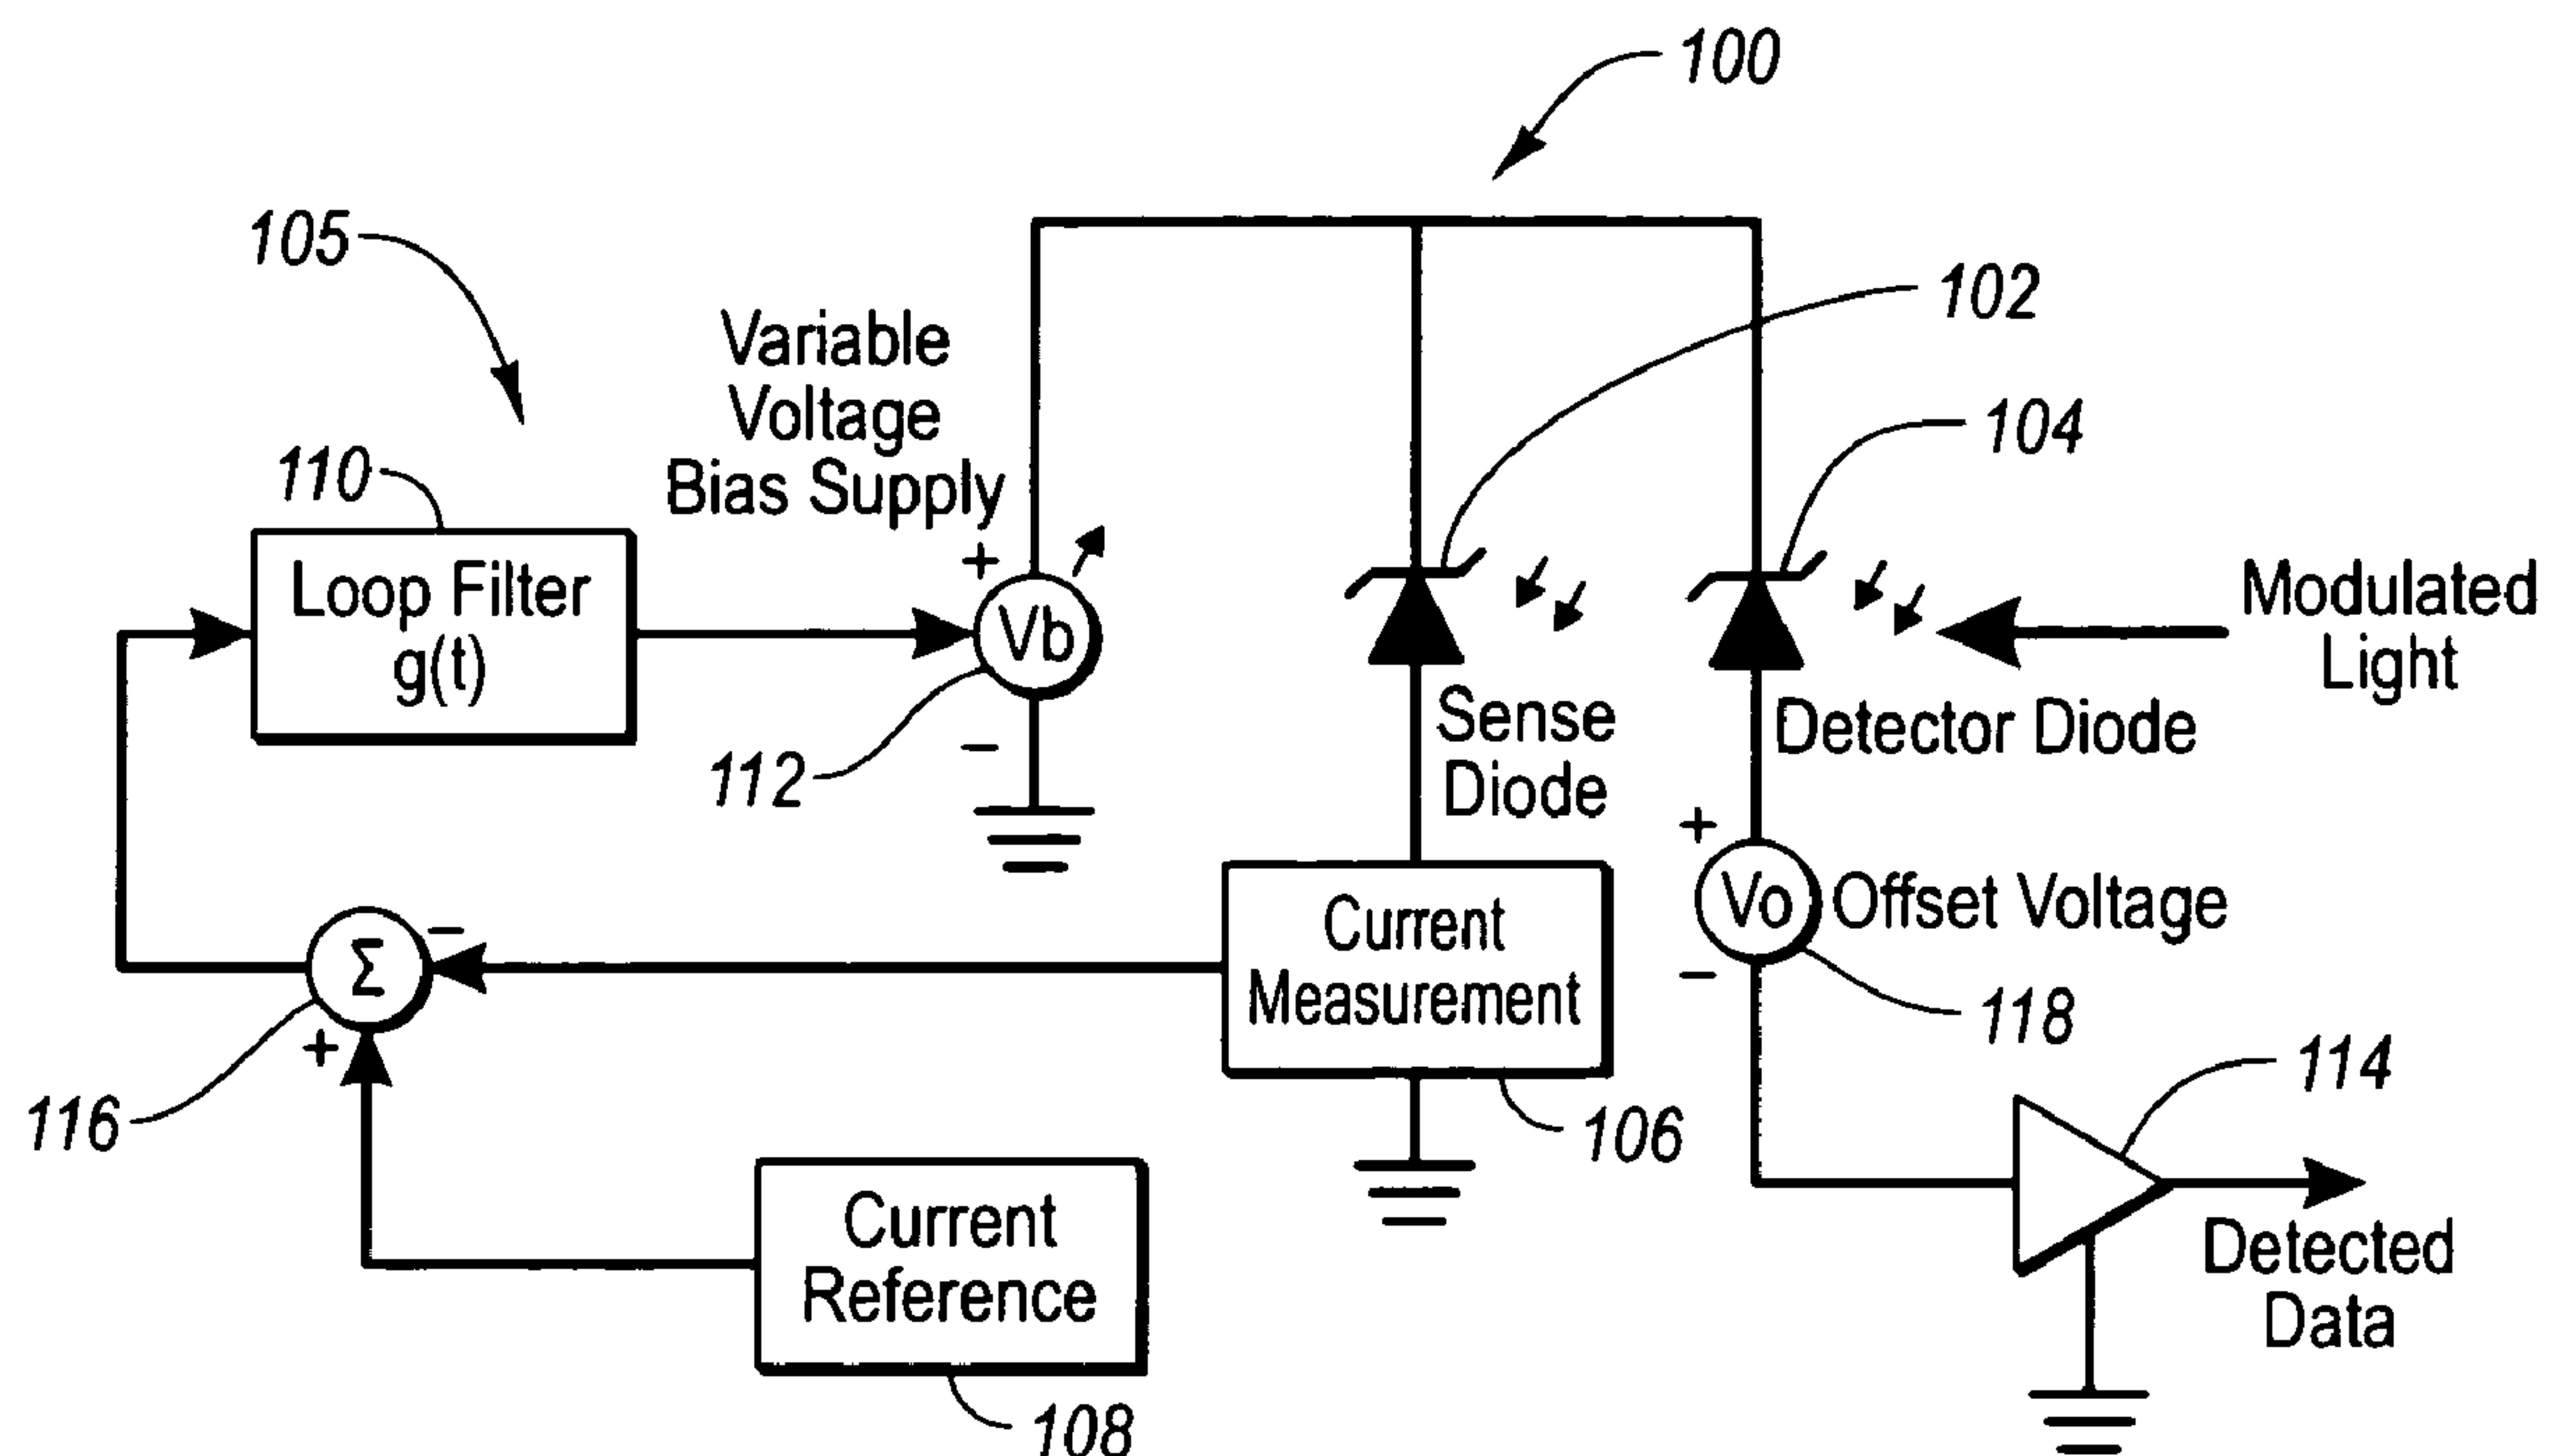 100
105
102
Variable
Voltage
Bias Supply
104
110
Loop Filter
g(t)
+
Vb
−
112
Modulated
Light
Sense
Diode
Detector Diode
+
Vo
Offset Voltage
−
118
Current
Measurement
106
−
Σ
+
116
114
Current
Reference
108
Detected
Data